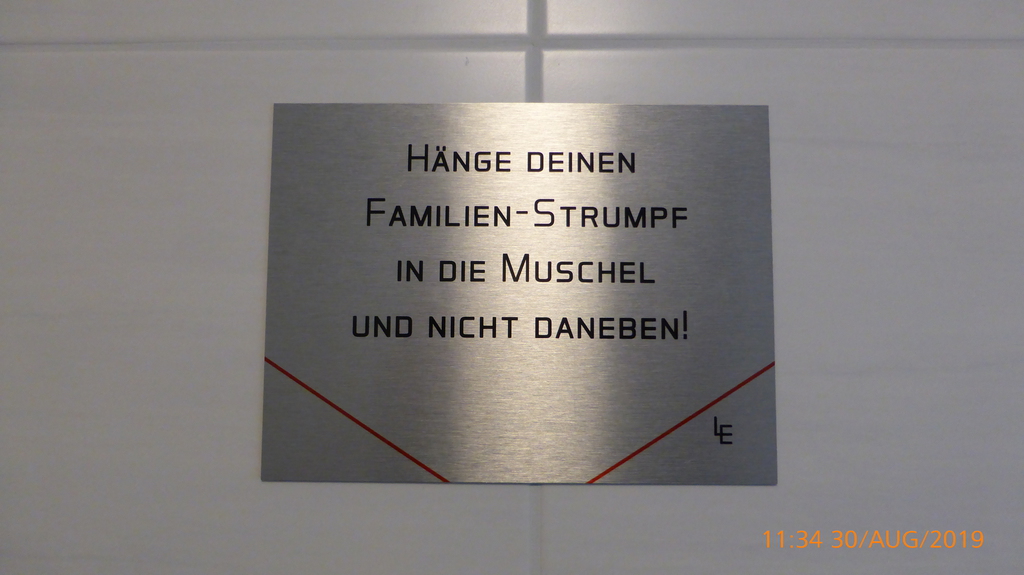 Hänge deinen
Familien-Strumpf
in die Muschel
und nicht daneben!
LE
11:34 30/AUG/2019